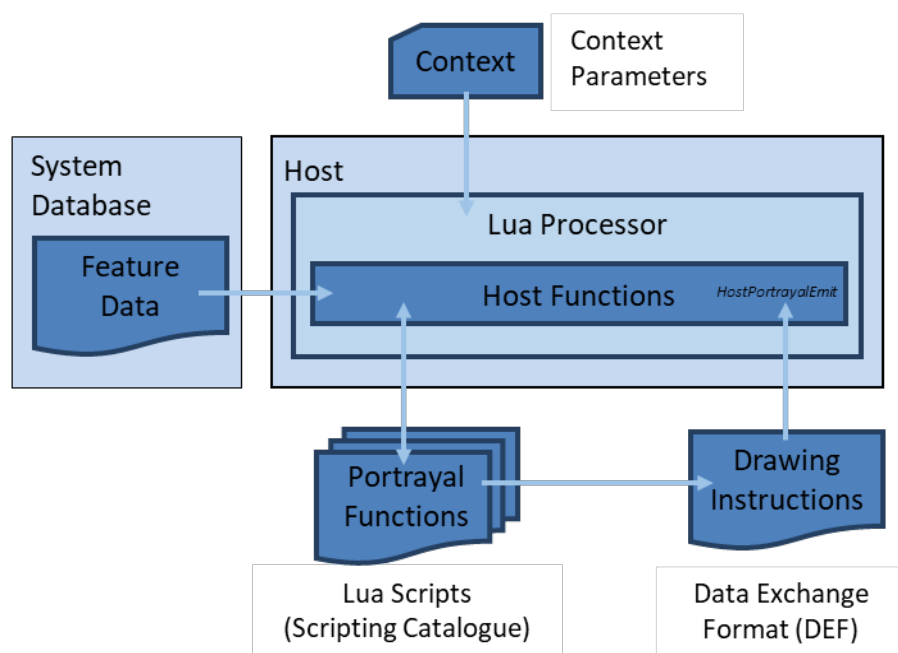 Context
Context
Parameters
System
Database
Feature
Data
Host
Lua Processor
Host Functions
HostPortrayalEmit
Portrayal
Functions
Drawing
Instructions
Lua Scripts
(Scripting Catalogue)
Data Exchange
Format (DEF)